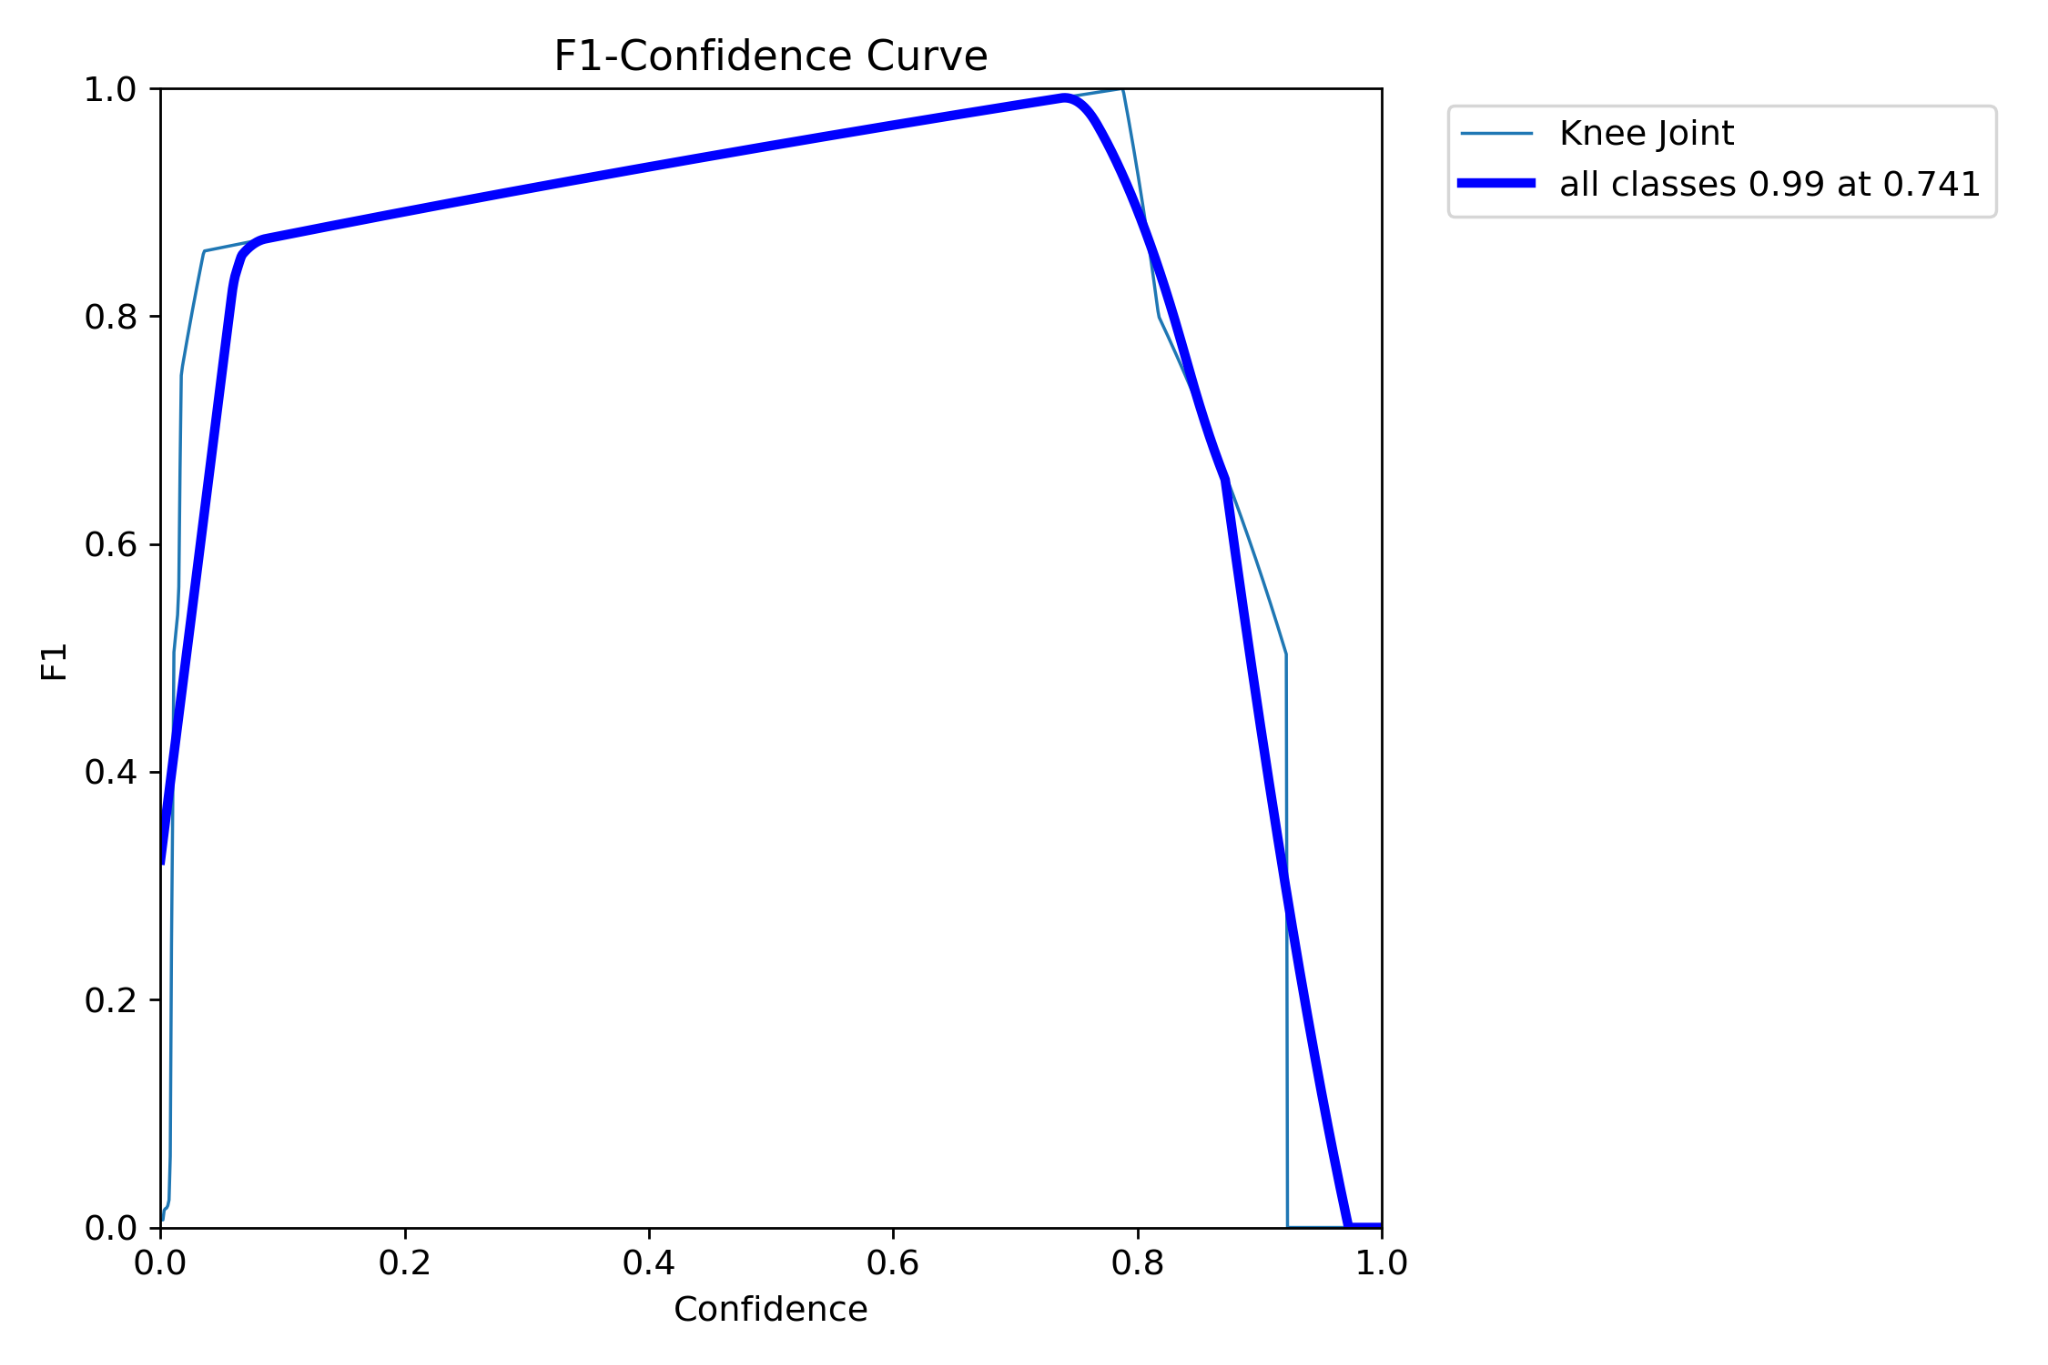 F1-Confidence Curve
Knee Joint
all classes 0.99 at 0.741
F1
1.0
0.8
0.6
0.4
0.2
0.0
0.0 0.2 0.4 0.6 0.8 1.0
Confidence